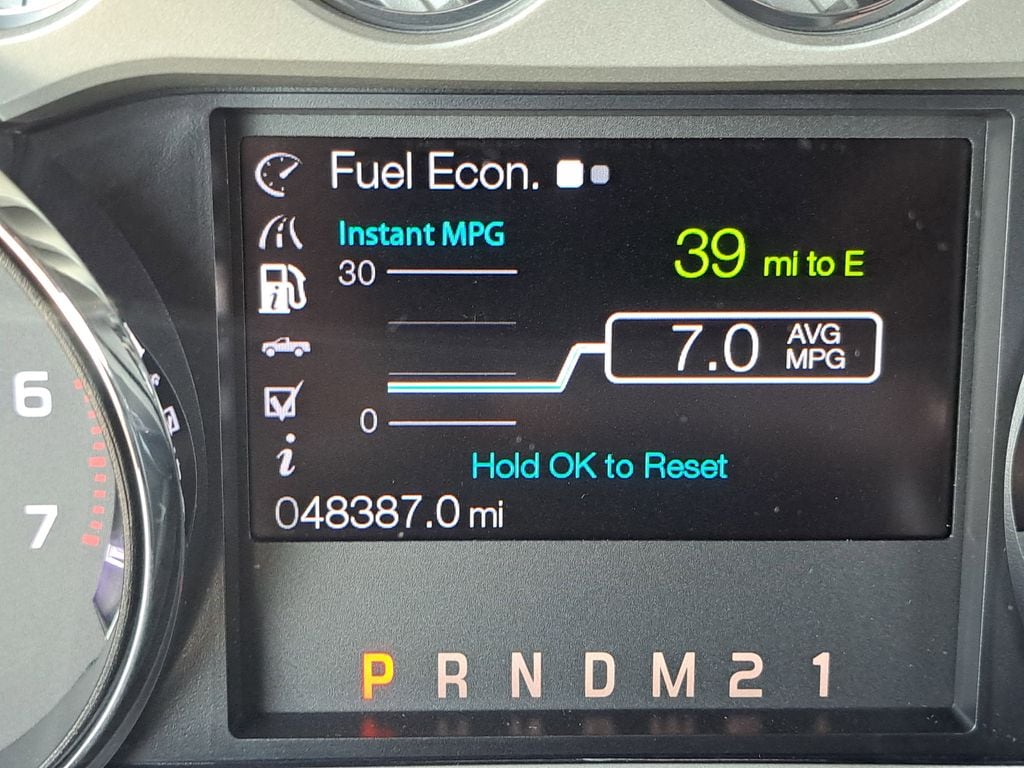 Fuel Econ.
Instant MPG
30
39 mi to E
7.0 AVG
MPG
0
Hold OK to Reset
048387.0 mi
6
7
P R N D M 2 1